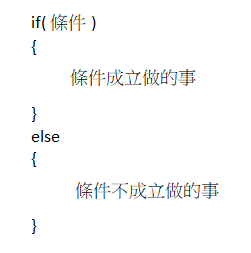 if( 條件 )
{
條件成立做的事
}
else
{
條件不成立做的事
}